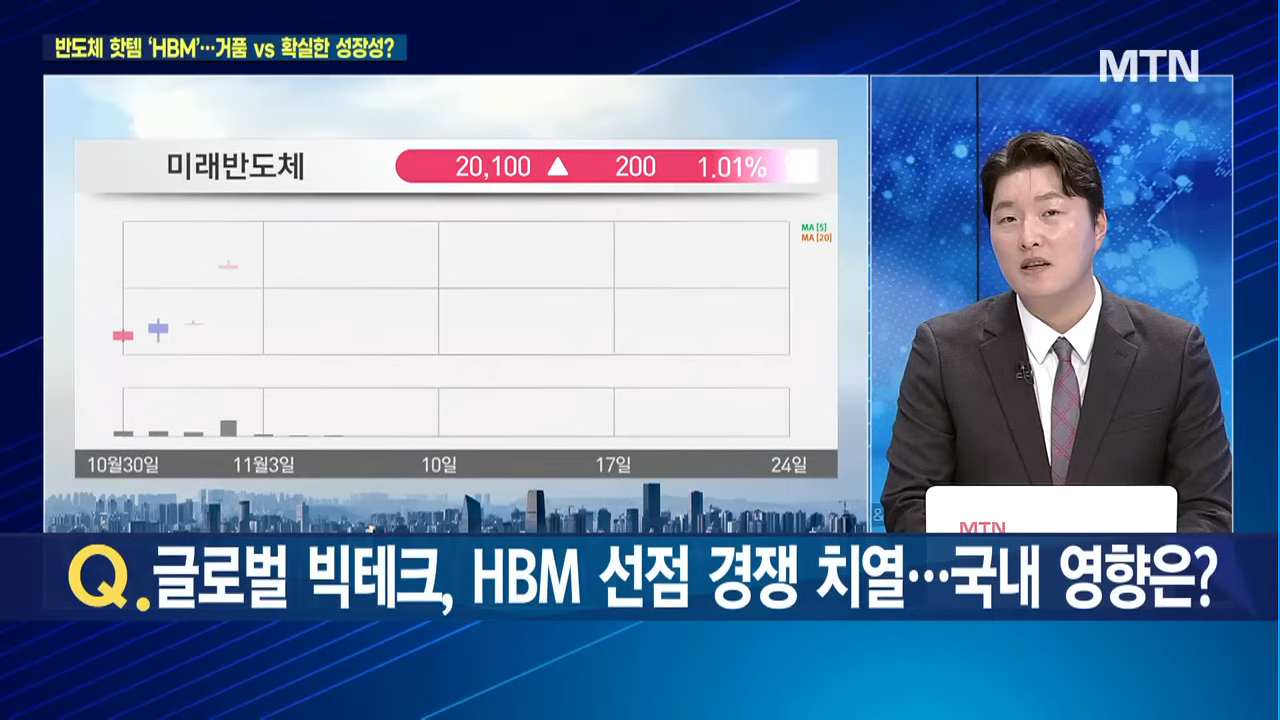 반도체 핫템 ‘HBM’…거품 vs 확실한 성장성?
MTN
미래반도체 20,100 ▲ 200 1.01%
MA [5]
MA [20]
10월30일 11월3일 10일 17일 24일
MTN
Q.글로벌 빅테크, HBM 선점 경쟁 치열…국내 영향은?